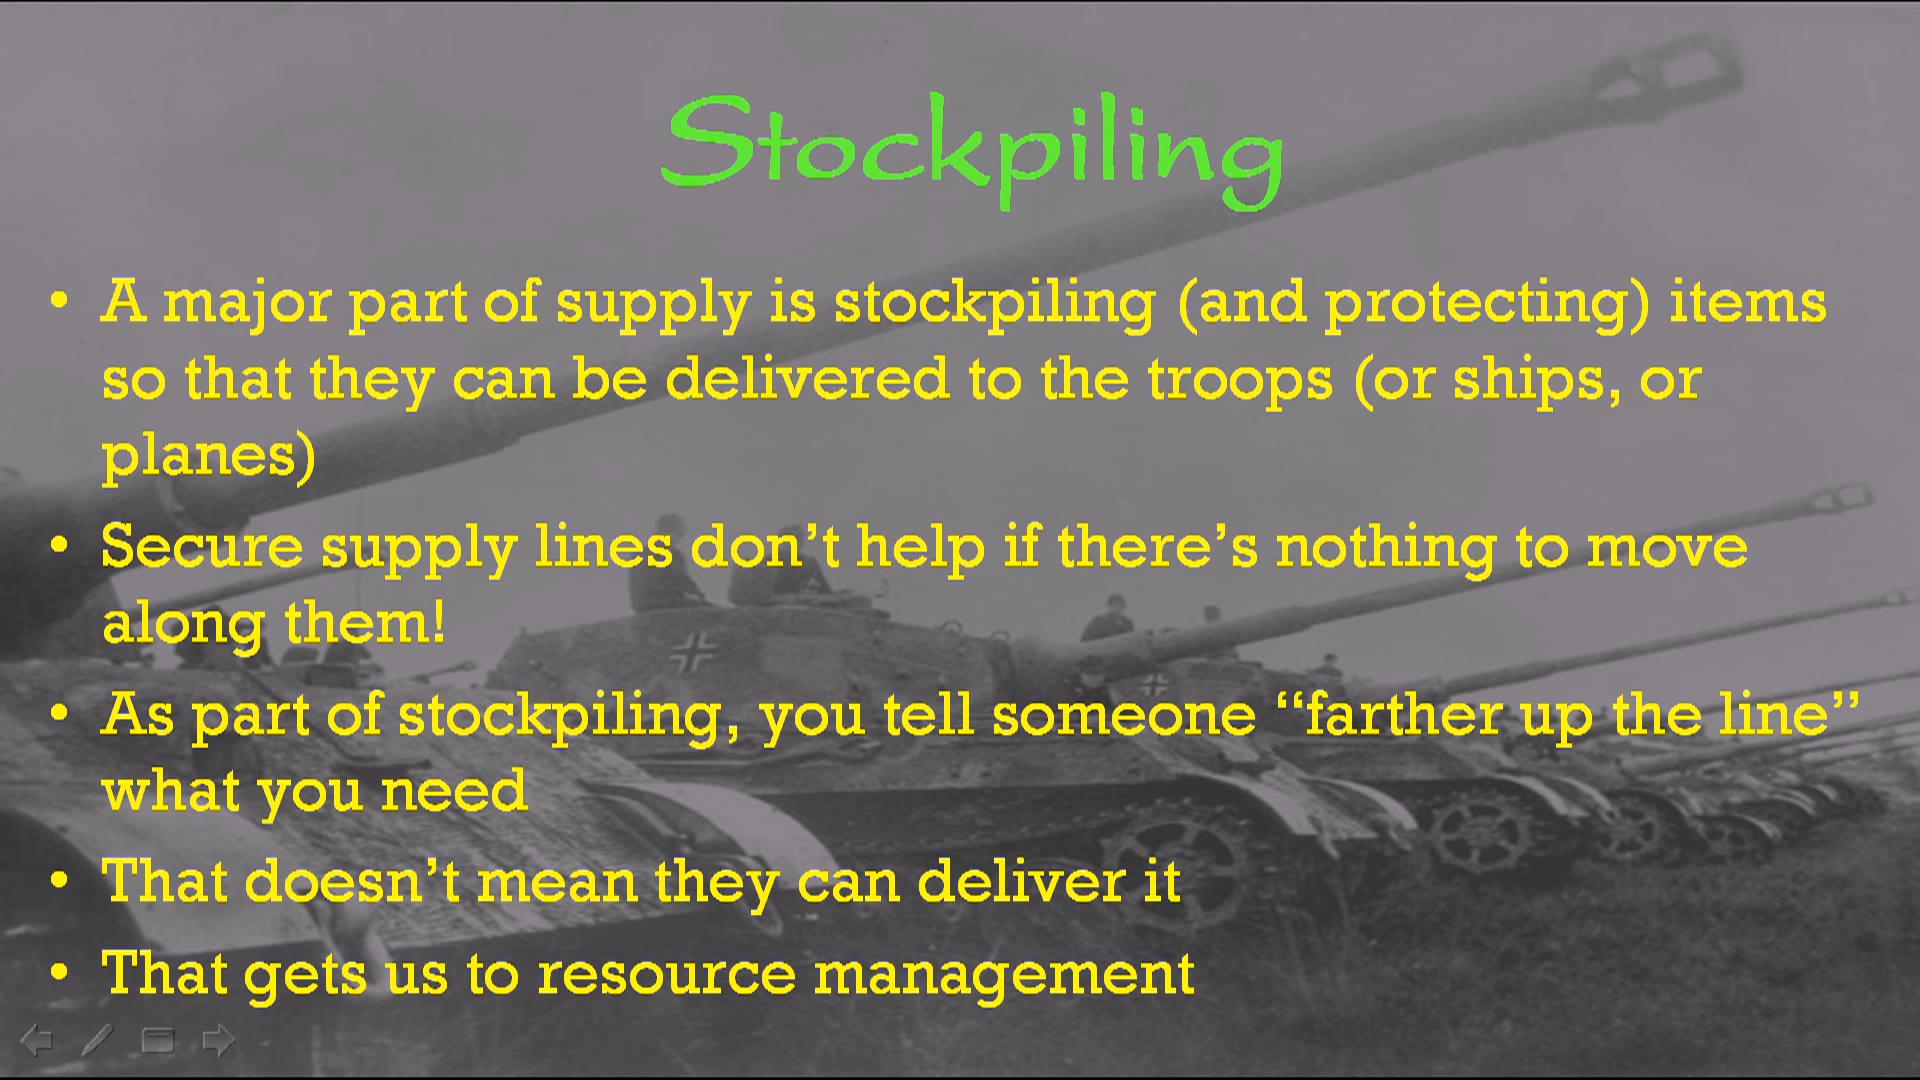 Stockpiling
• A major part of supply is stockpiling (and protecting) items
so that they can be delivered to the troops (or ships, or
planes)
• Secure supply lines don’t help if there’s nothing to move
along them!
• As part of stockpiling, you tell someone “farther up the line”
what you need
• That doesn’t mean they can deliver it
• That gets us to resource management